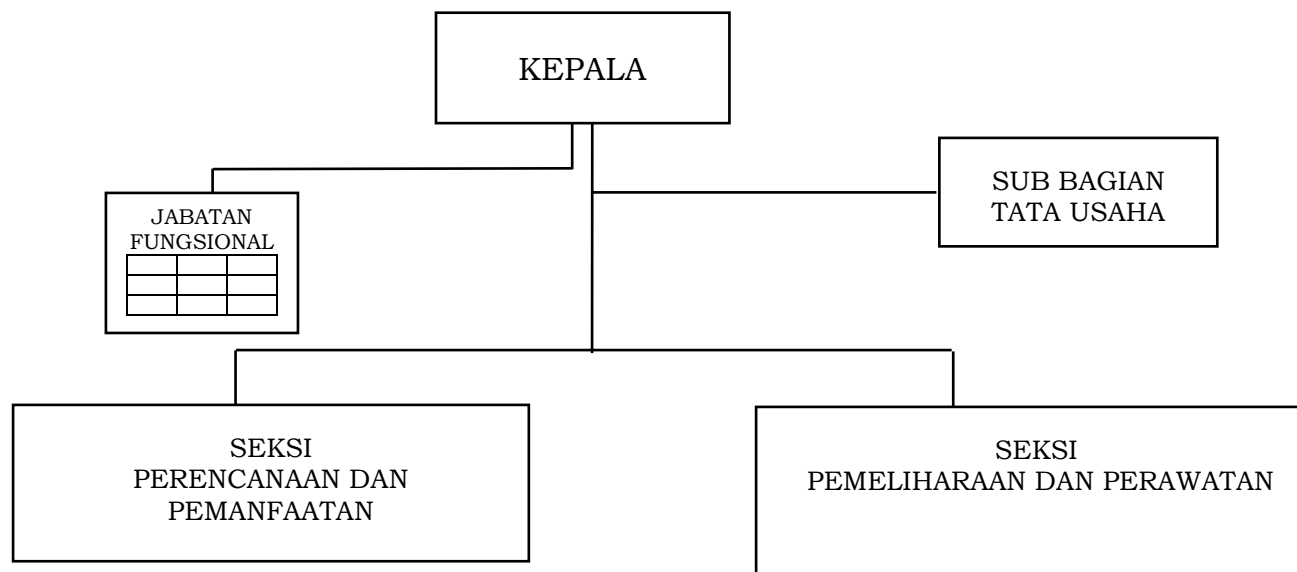 KEPALA
SUB BAGIAN
TATA USAHA
JABATAN
FUNGSIONAL
SEKSI
PERENCANAAN DAN
PEMANFAATAN
SEKSI
PEMELIHARAAN DAN PERAWATAN